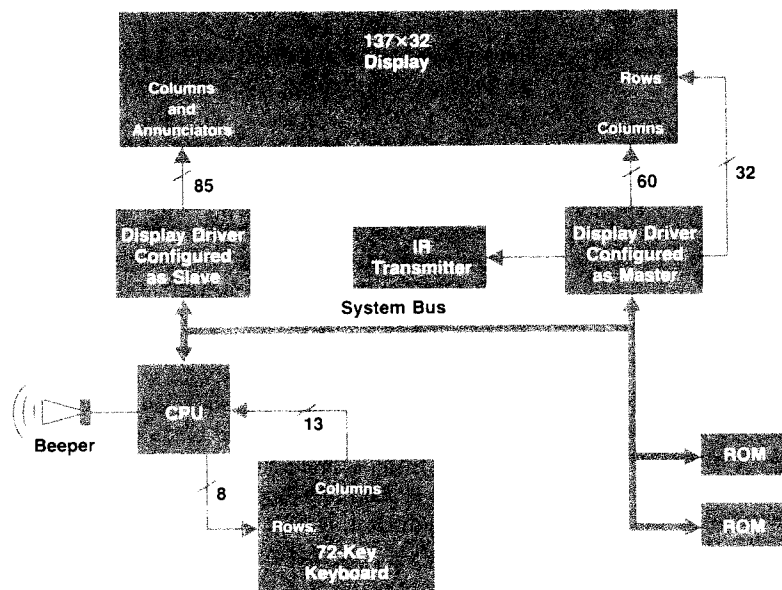 137×32
Display
Rows
Columns
and
Annunciators
Columns
85
60
32
Display Driver
Configured
as Slave
IR
Transmitter
Display Driver
Configured
as Master
System Bus
CPU
13
Beeper
ROM
8
Columns
Rows
ROM
72-Key
Keyboard